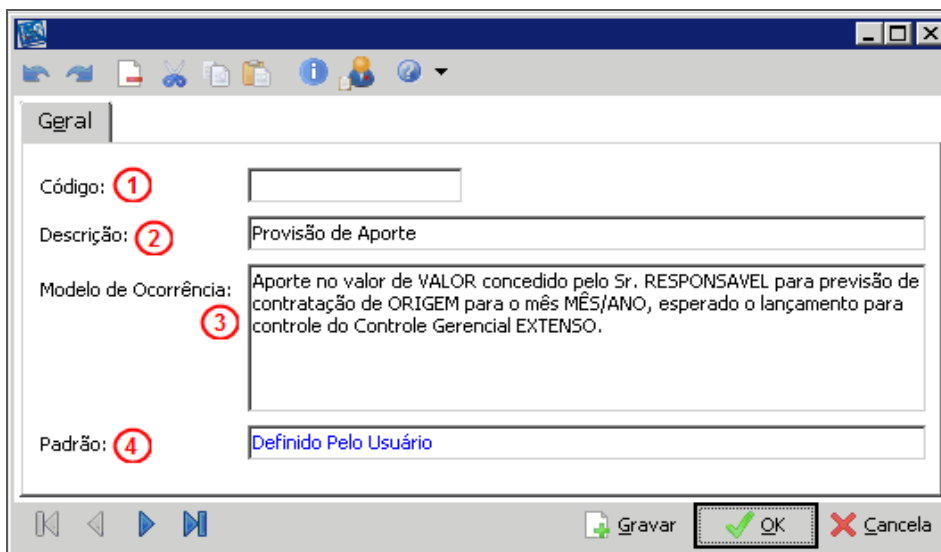 Geral
Código: 1
Descrição: 2 Provisão de Aporte
Modelo de Ocorrência: 3
Aporte no valor de VALOR concedido pelo Sr. RESPONSAVEL para previsão de
contratação de ORIGEM para o mês MÊS/ANO, esperado o lançamento para
controle do Controle Gerencial EXTENSO.
Padrão: 4 Definido Pelo Usuário
Gravar OK Cancela